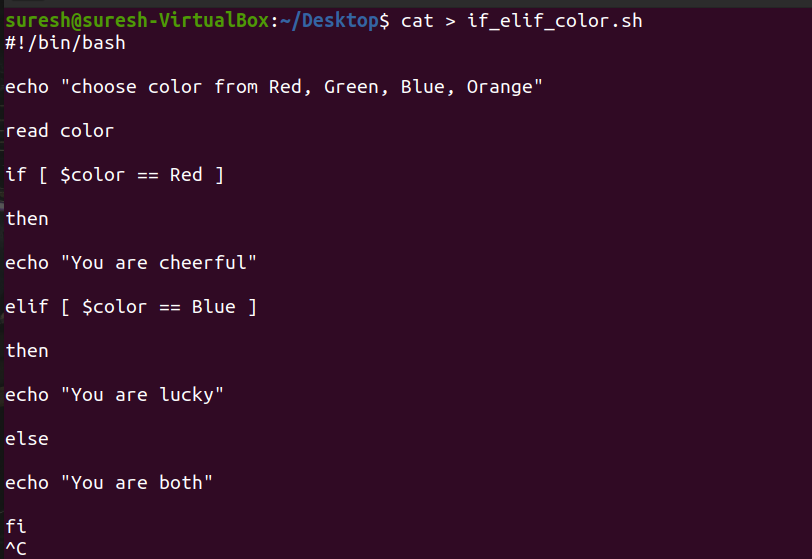 suresh@suresh-VirtualBox:~/Desktop$ cat > if_elif_color.sh
#!/bin/bash
echo "choose color from Red, Green, Blue, Orange"
read color
if [ $color == Red ]
then
echo "You are cheerful"
elif [ $color == Blue ]
then
echo "You are lucky"
else
echo "You are both"
fi
^C